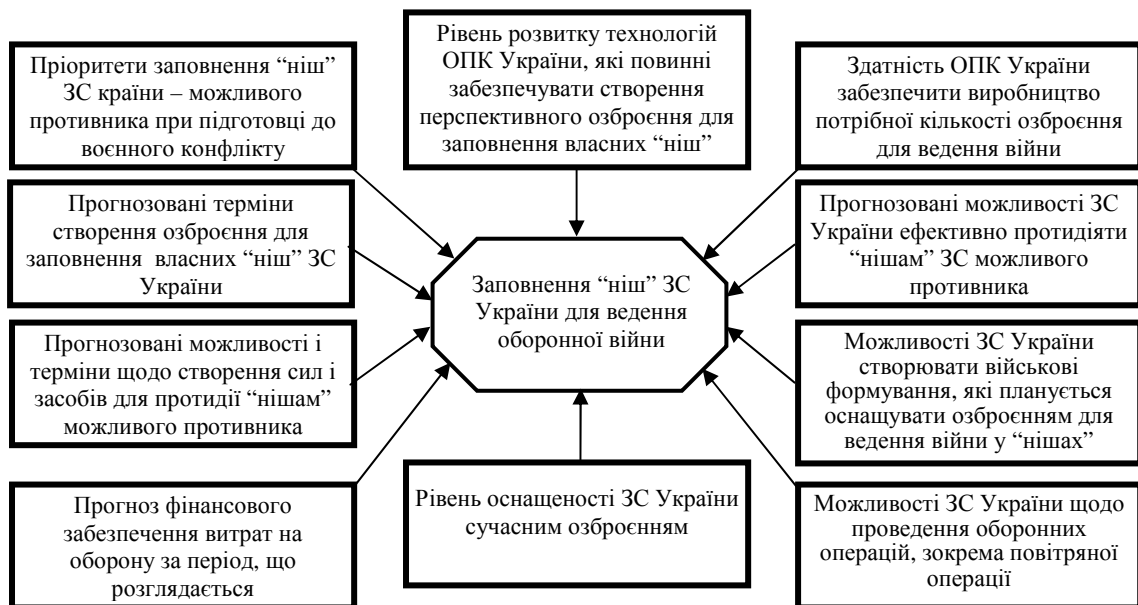 Пріоритети заповнення “ніш”
ЗС країни – можливого
противника при підготовці до
воєнного конфлікту
Рівень розвитку технологій
ОПК України, які повинні
забезпечувати створення
перспективного озброєння для
заповнення власних “ніш”
Здатність ОПК України
забезпечити виробництво
потрібної кількості озброєння
для ведення війни
Прогнозовані терміни
створення озброєння для
заповнення власних “ніш” ЗС
України
Заповнення “ніш” ЗС
України для ведення
оборонної війни
Прогнозовані можливості ЗС
України ефективно протидіяти
“нішам” ЗС можливого
противника
Прогнозовані можливості і
терміни щодо створення сил і
засобів для протидії “нішам”
можливого противника
Можливості ЗС України
створювати військові
формування, які планується
оснащувати озброєнням для
ведення війни у “нішах”
Прогноз фінансового
забезпечення витрат на
оборону за період, що
розглядається
Рівень оснащеності ЗС України
сучасним озброєнням
Можливості ЗС України щодо
проведення оборонних
операцій, зокрема повітряної
операції